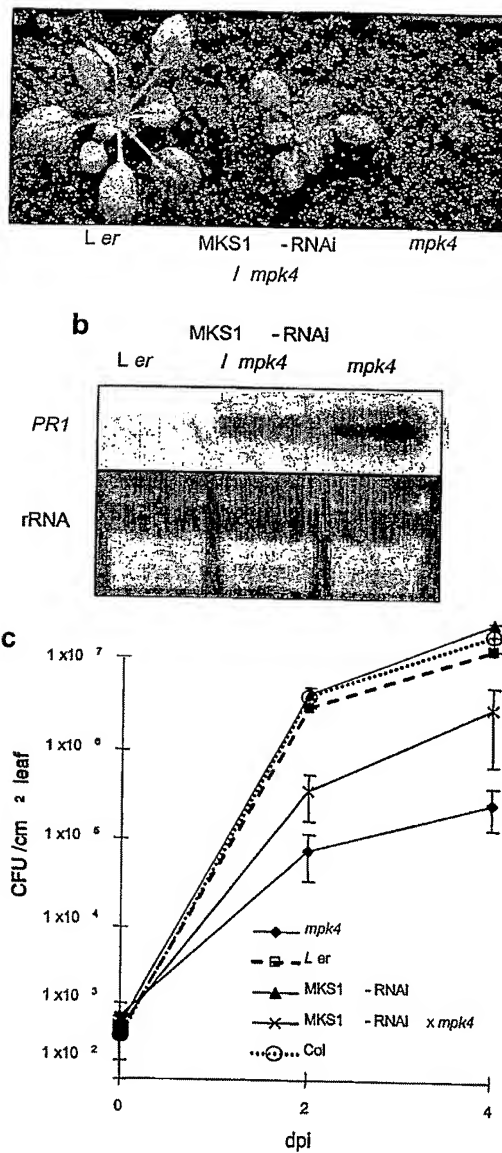 L er MKS1 -RNAi mpk4
/ mpk4
b
MKS1 -RNAi
L er / mpk4 mpk4
PR1
rRNA
c
1 x10 7
1 x10 6
1 x10 5
1 x10 4
1 x10 3
1 x10 2
CFU /cm 2 leaf
mpk4
L er
MKS1 -RNAi
MKS1 -RNAi x mpk4
Col
0 2 4
dpi